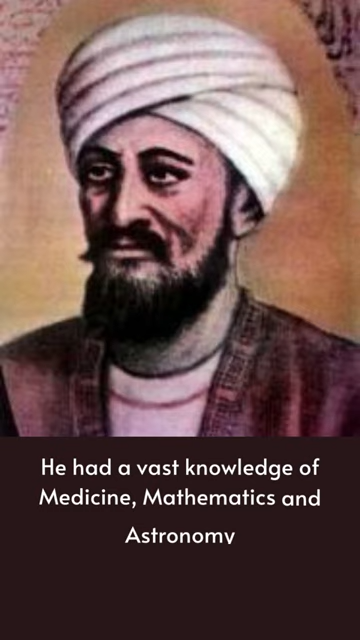 He had a vast knowledge of
Medicine, Mathematics and
Astronomy